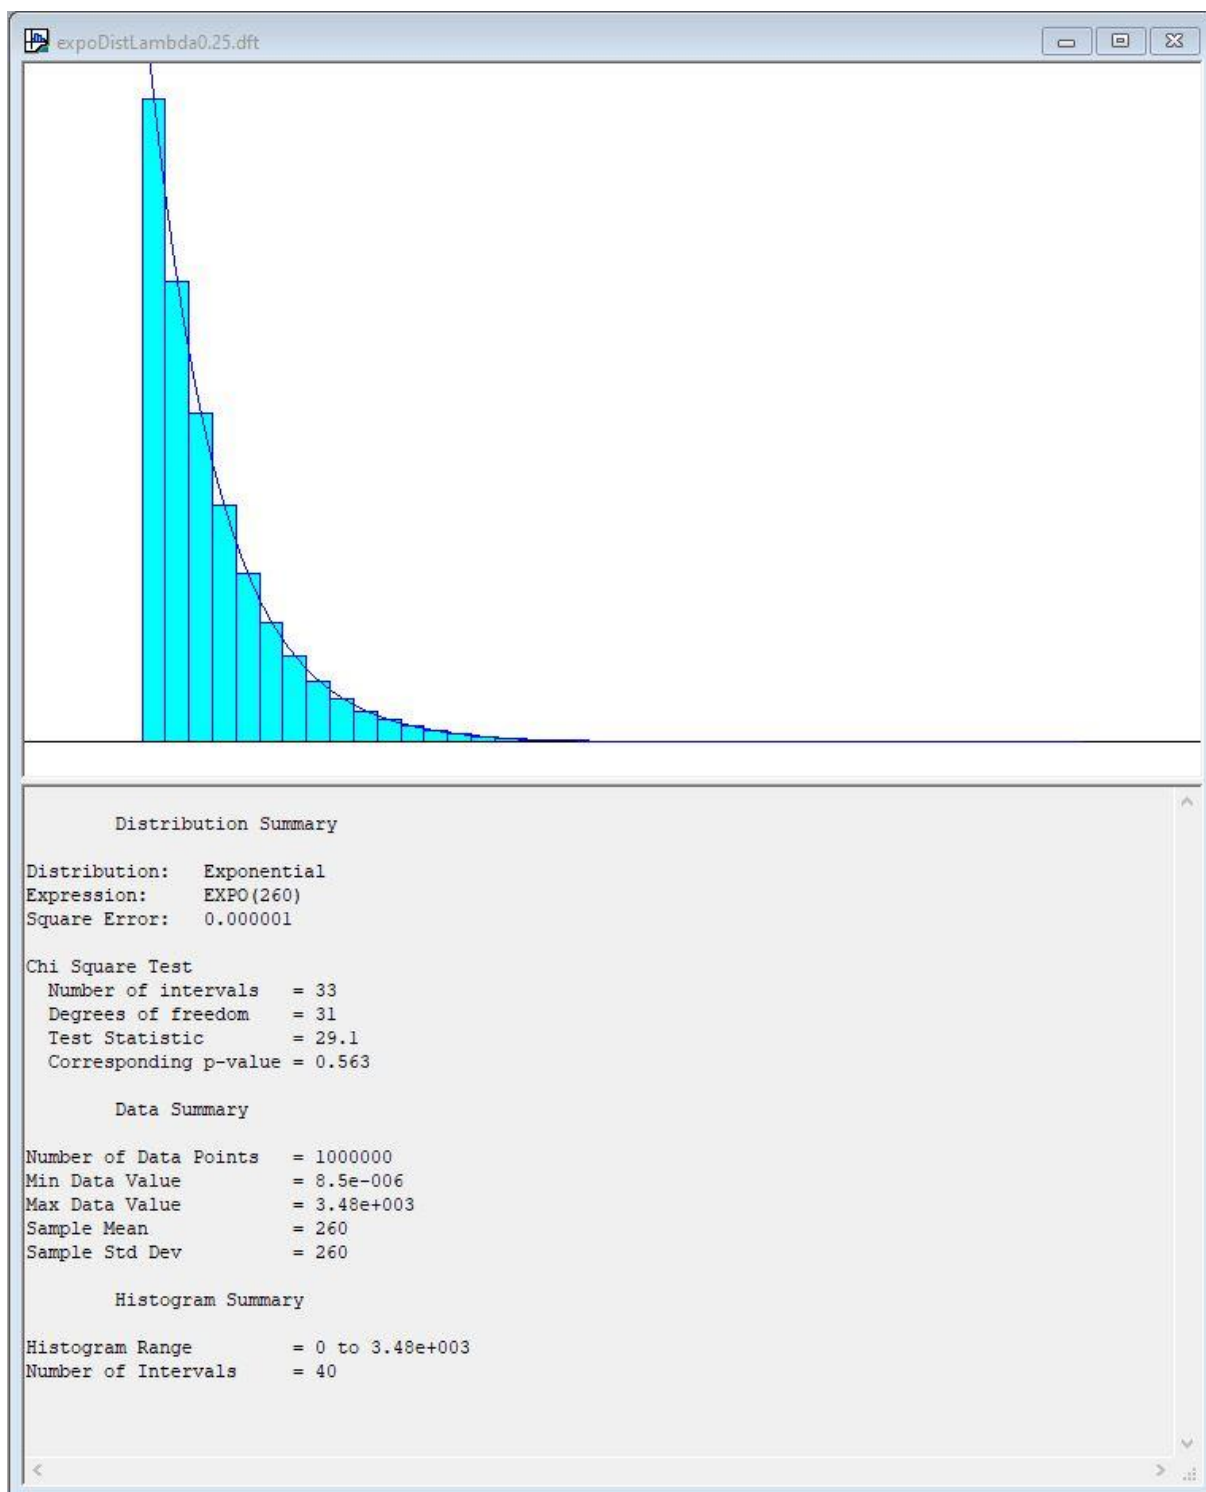 expoDistLambda0.25.dft
Distribution Summary
Distribution: Exponential
Expression: EXPO(260)
Square Error: 0.000001
Chi Square Test
Number of intervals = 33
Degrees of freedom = 31
Test Statistic = 29.1
Corresponding p-value = 0.563
Data Summary
Number of Data Points = 1000000
Min Data Value = 8.5e-006
Max Data Value = 3.48e+003
Sample Mean = 260
Sample Std Dev = 260
Histogram Summary
Histogram Range = 0 to 3.48e+003
Number of Intervals = 40